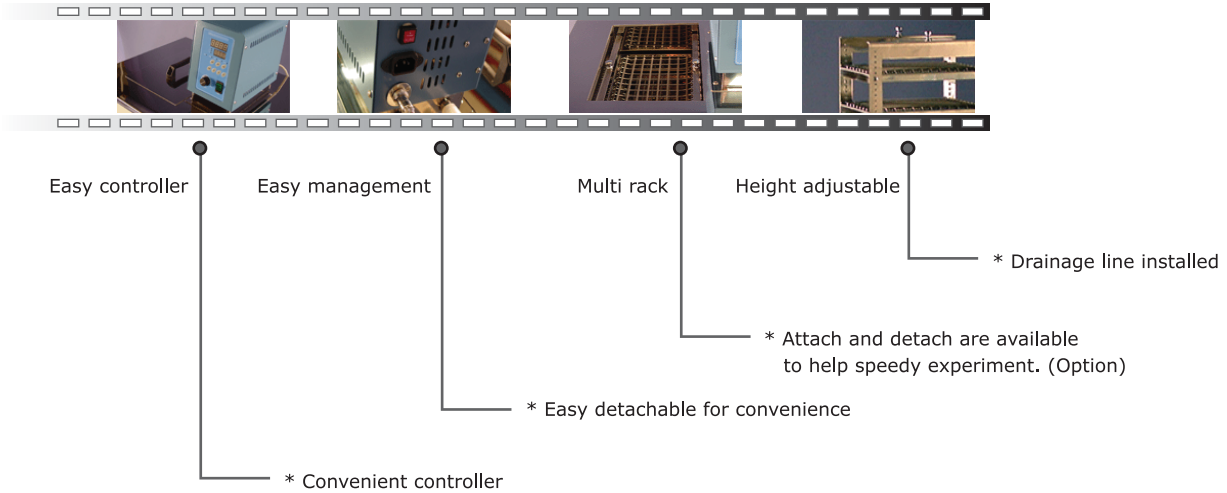 Easy controller
Easy management
Multi rack
Height adjustable
* Drainage line installed
* Attach and detach are available
to help speedy experiment. (Option)
* Easy detachable for convenience
* Convenient controller